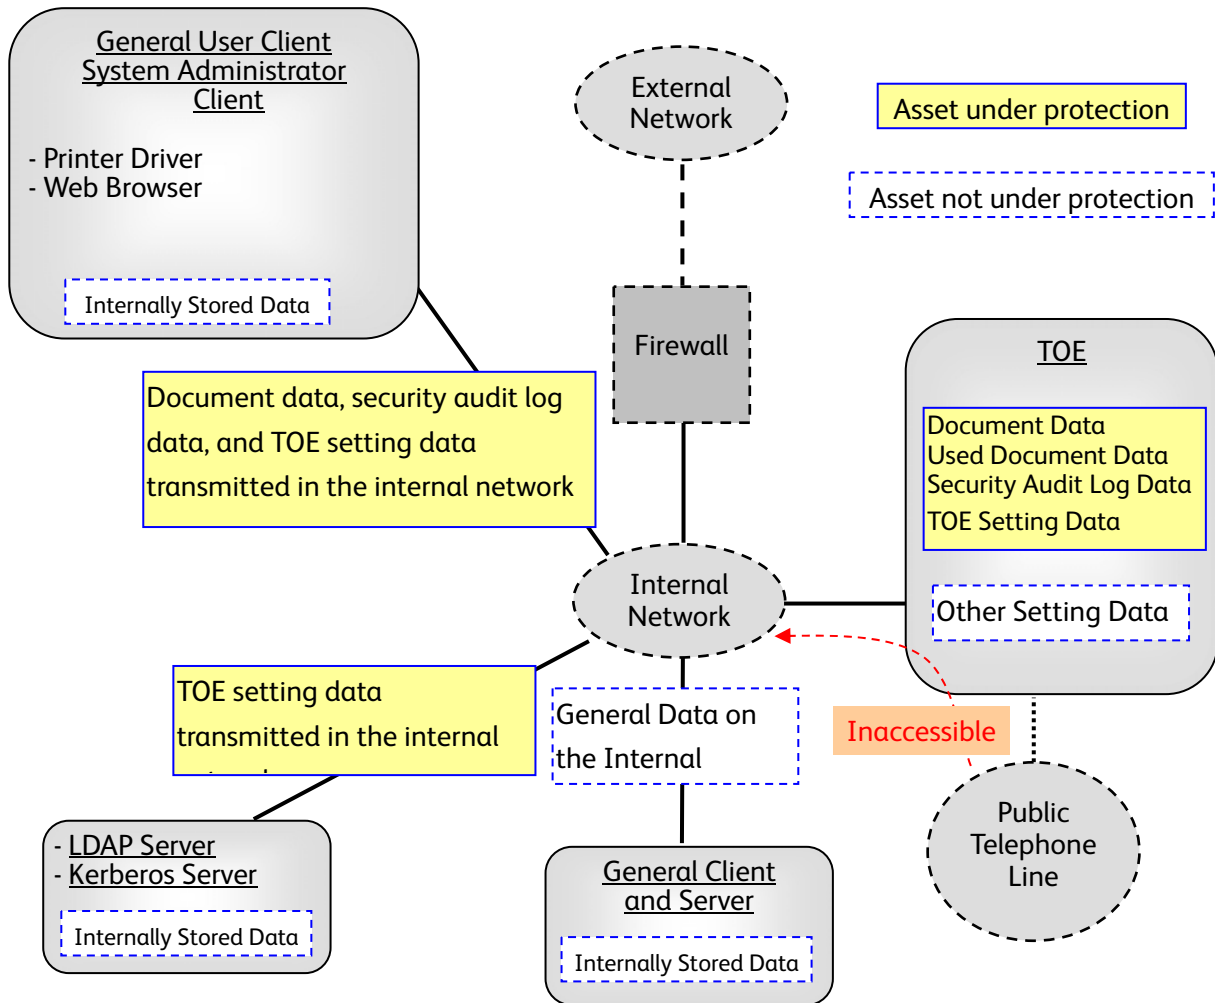 General User Client
System Administrator
Client
- Printer Driver
- Web Browser
Internally Stored Data
External
Network
Asset under protection
Asset not under protection
Firewall
TOE
Document Data
Used Document Data
Security Audit Log Data
TOE Setting Data
Other Setting Data
Document data, security audit log
data, and TOE setting data
transmitted in the internal network
Internal
Network
TOE setting data
transmitted in the internal
General Data on
the Internal
Inaccessible
Public
Telephone
Line
- LDAP Server
- Kerberos Server
Internally Stored Data
General Client
and Server
Internally Stored Data